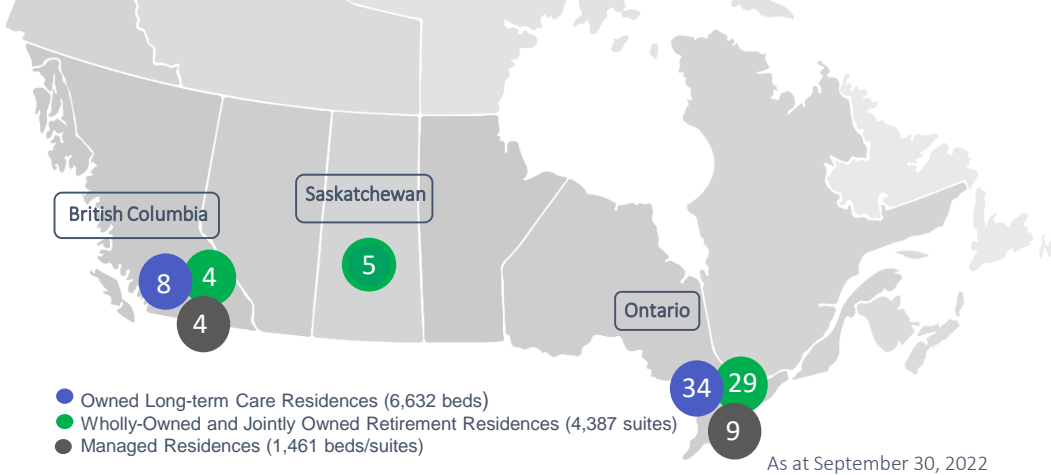 Saskatchewan
British Columbia
8
4
4
5
Ontario
34
29
9
Owned Long-term Care Residences (6,632 beds)
Wholly-Owned and Jointly Owned Retirement Residences (4,387 suites)
Managed Residences (1,461 beds/suites)
As at September 30, 2022